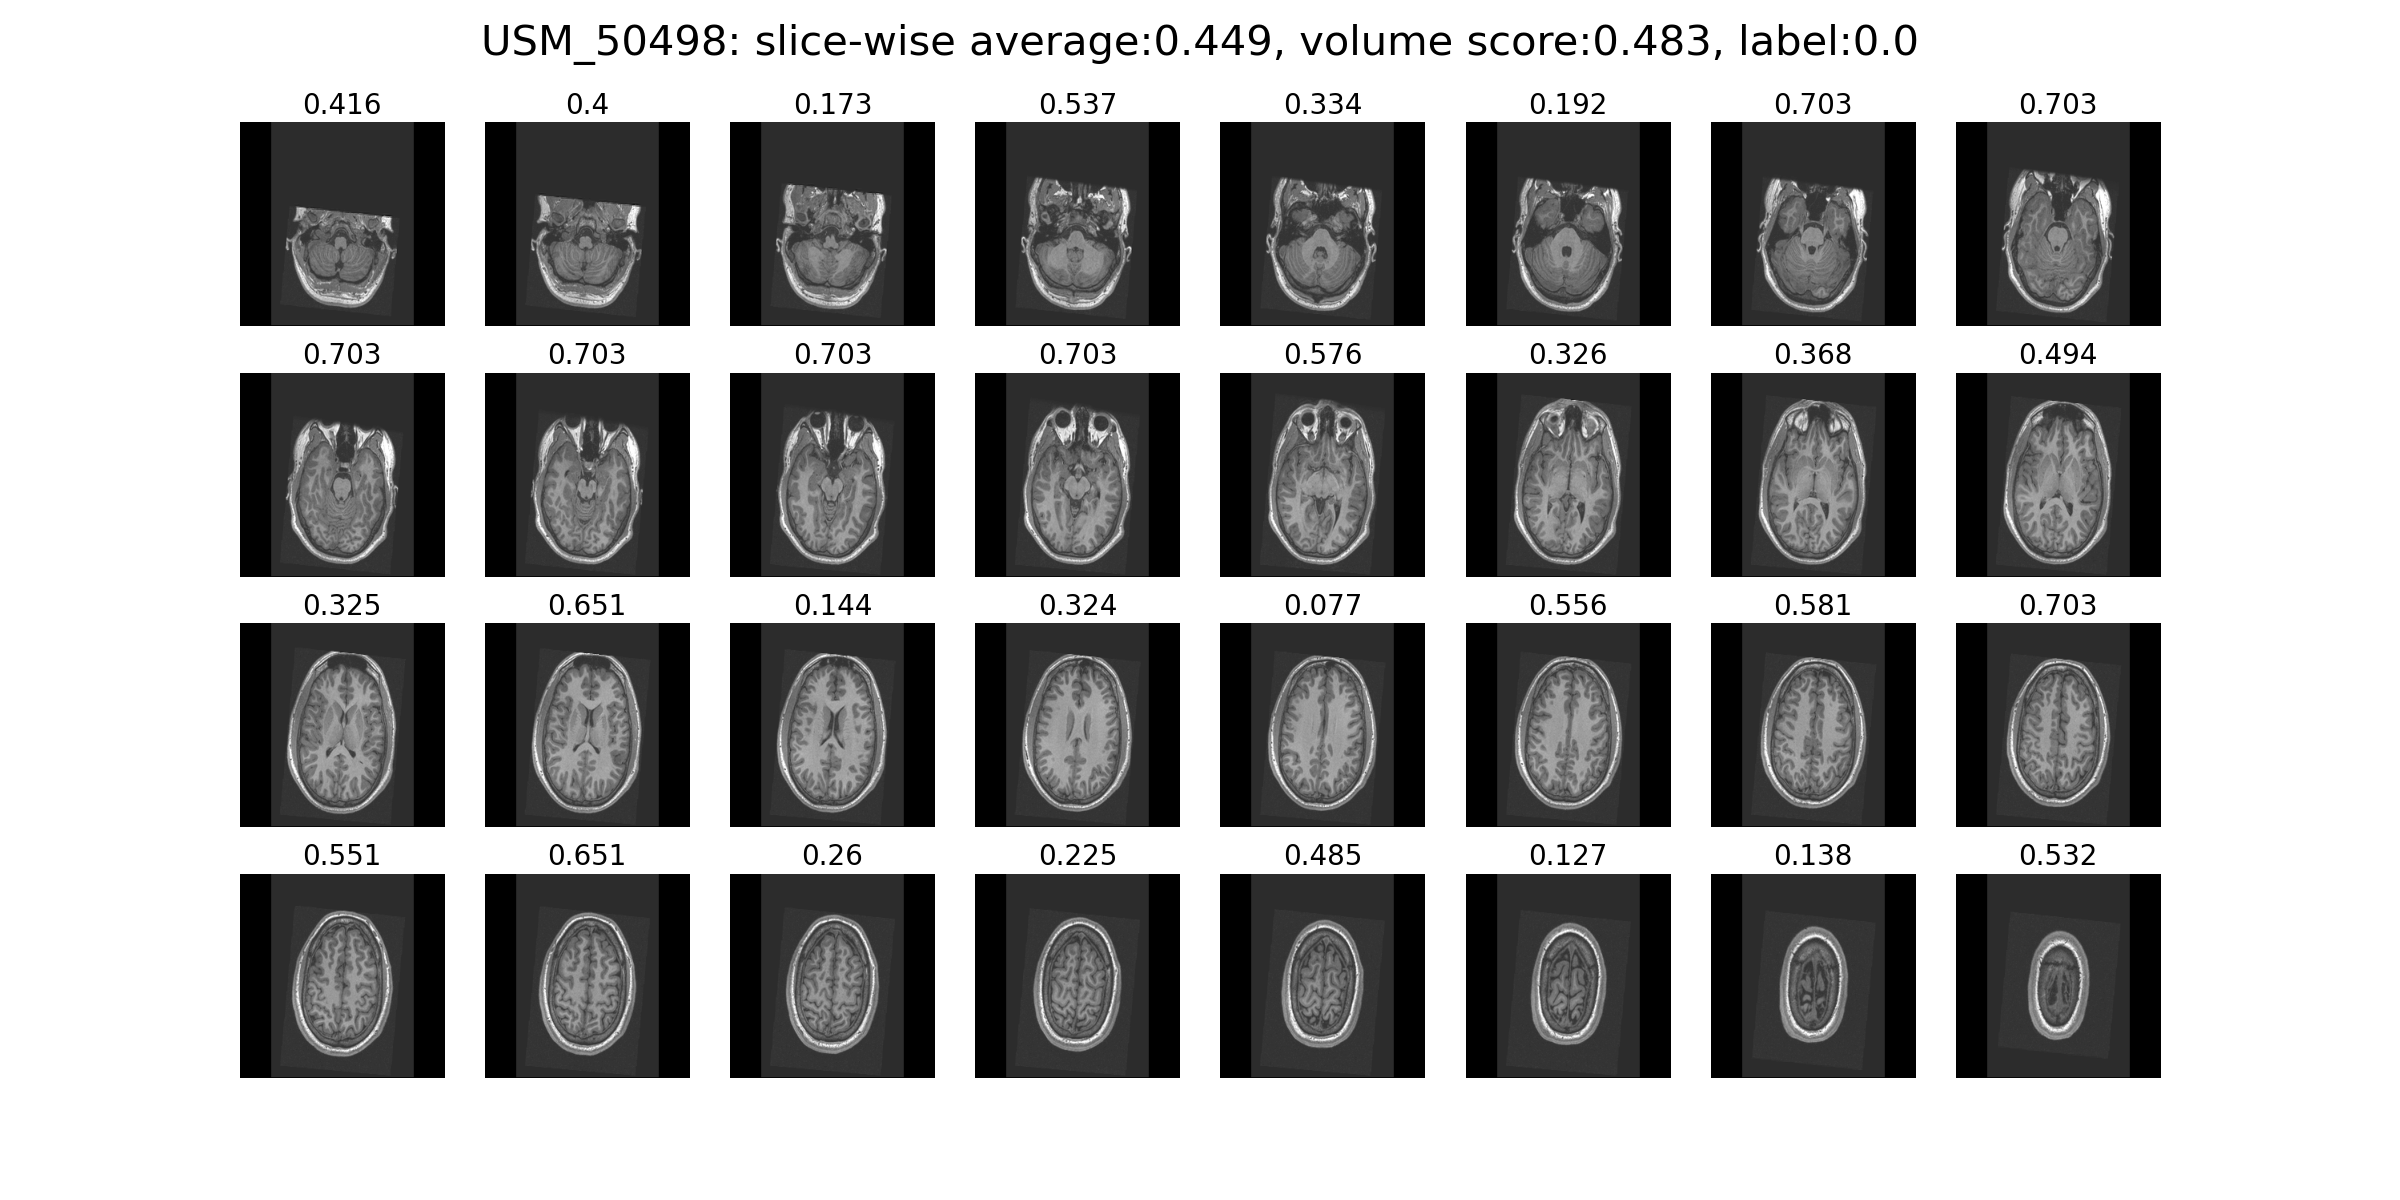 USM_50498: slice-wise average:0.449, volume score:0.483, label:0.0
0.416 0.4 0.173 0.537 0.334 0.192 0.703 0.703
0.703 0.703 0.703 0.703 0.576 0.326 0.368 0.494
0.325 0.651 0.144 0.324 0.077 0.556 0.581 0.703
0.551 0.651 0.26 0.225 0.485 0.127 0.138 0.532